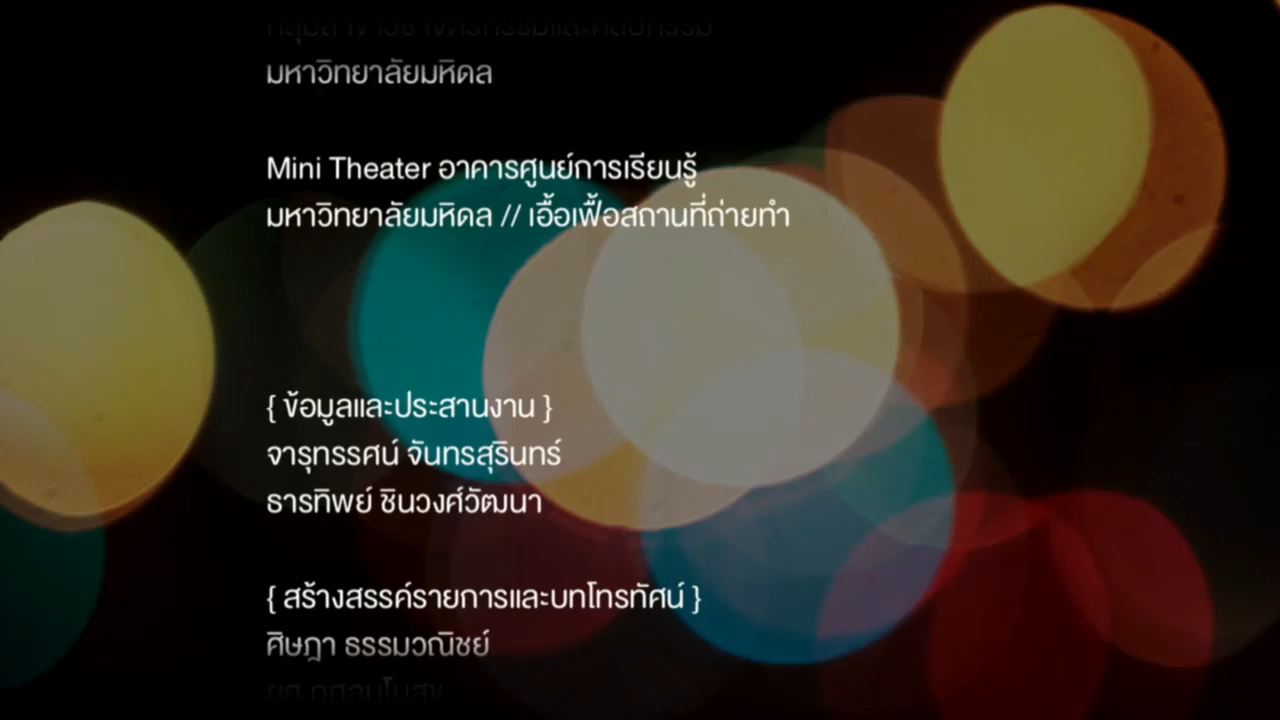 มหาวิทยาลัยมหิดล
Mini Theater อาคารศูนย์การเรียนรู้
มหาวิทยาลัยมหิดล // เอื้อเฟื้อสถานที่ถ่ายทำ
{ ข้อมูลและประสานงาน }
จารุทรรศน์ จันทรสุรินทร์
ธารทิพย์ ชินวงศ์วัฒนา
{ สร้างสรรค์รายการและบทโทรทัศน์ }
ศิษฎา ธรรมวณิชย์